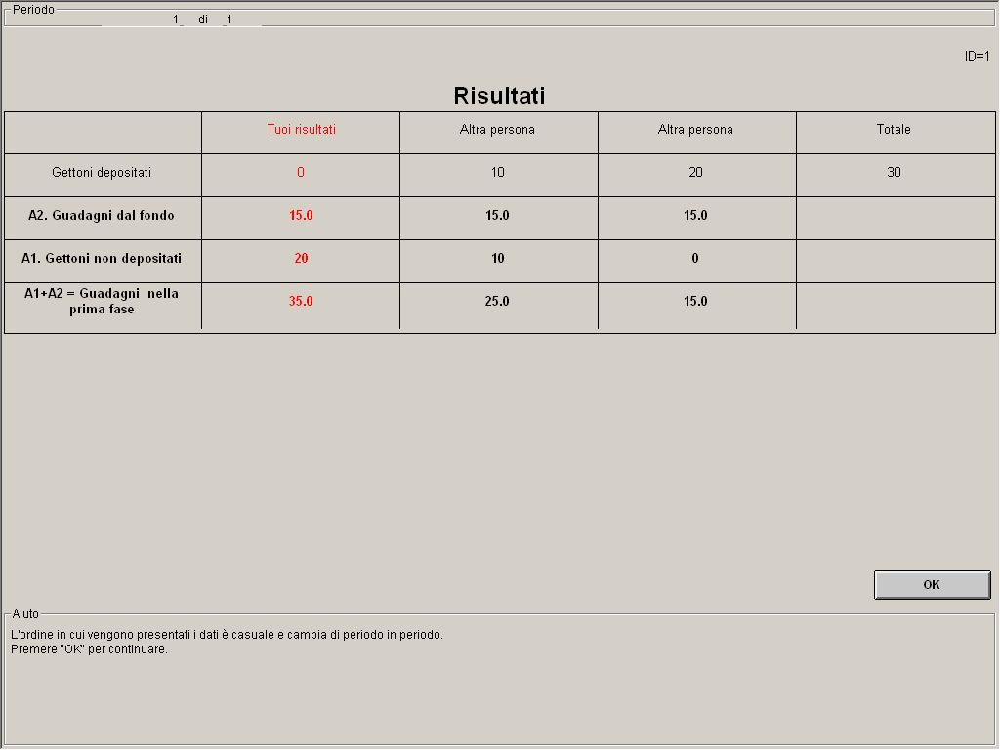 Periodo
1 di 1
ID=1
Risultati
Tuoi risultati Altra persona Altra persona Totale
Gettoni depositati 0 10 20 30
A2. Guadagni dal fondo 15.0 15.0 15.0
A1. Gettoni non depositati 20 10 0
A1+A2 = Guadagni nella
prima fase 35.0 25.0 15.0
OK
Aiuto
L'ordine in cui vengono presentati i dati è casuale e cambia di periodo in periodo.
Premere "OK" per continuare.